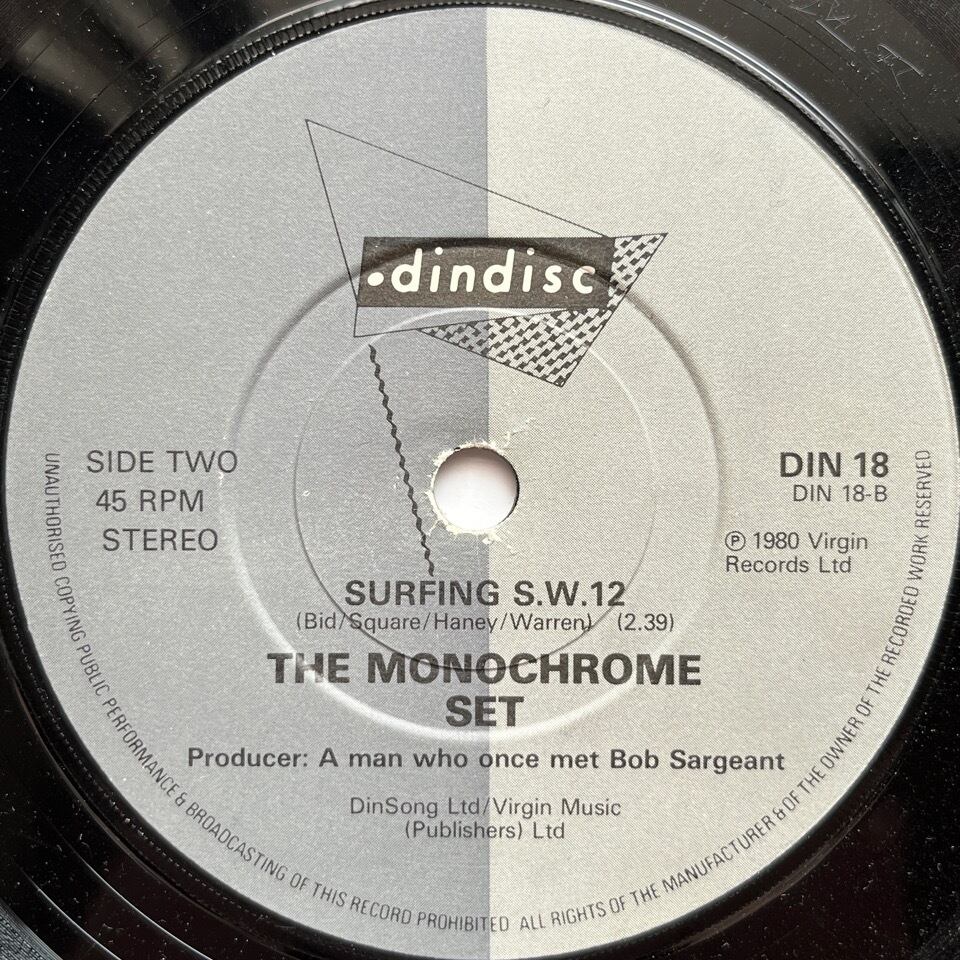 .dindisc
SIDE TWO
45 RPM
STEREO
DIN 18
DIN 18-B
℗ 1980 Virgin
Records Ltd
SURFING S.W.12
(Bid/Square/Haney/Warren) (2.39)
THE MONOCHROME
SET
Producer: A man who once met Bob Sargeant
DinSong Ltd/Virgin Music
(Publishers) Ltd
UNAUTHORISED COPYING PUBLIC PERFORMANCE & BROADCASTING OF THIS RECORD PROHIBITED ALL RIGHTS OF THE MANUFACTURER & OF THE OWNER OF THE RECORDED WORK RESERVED